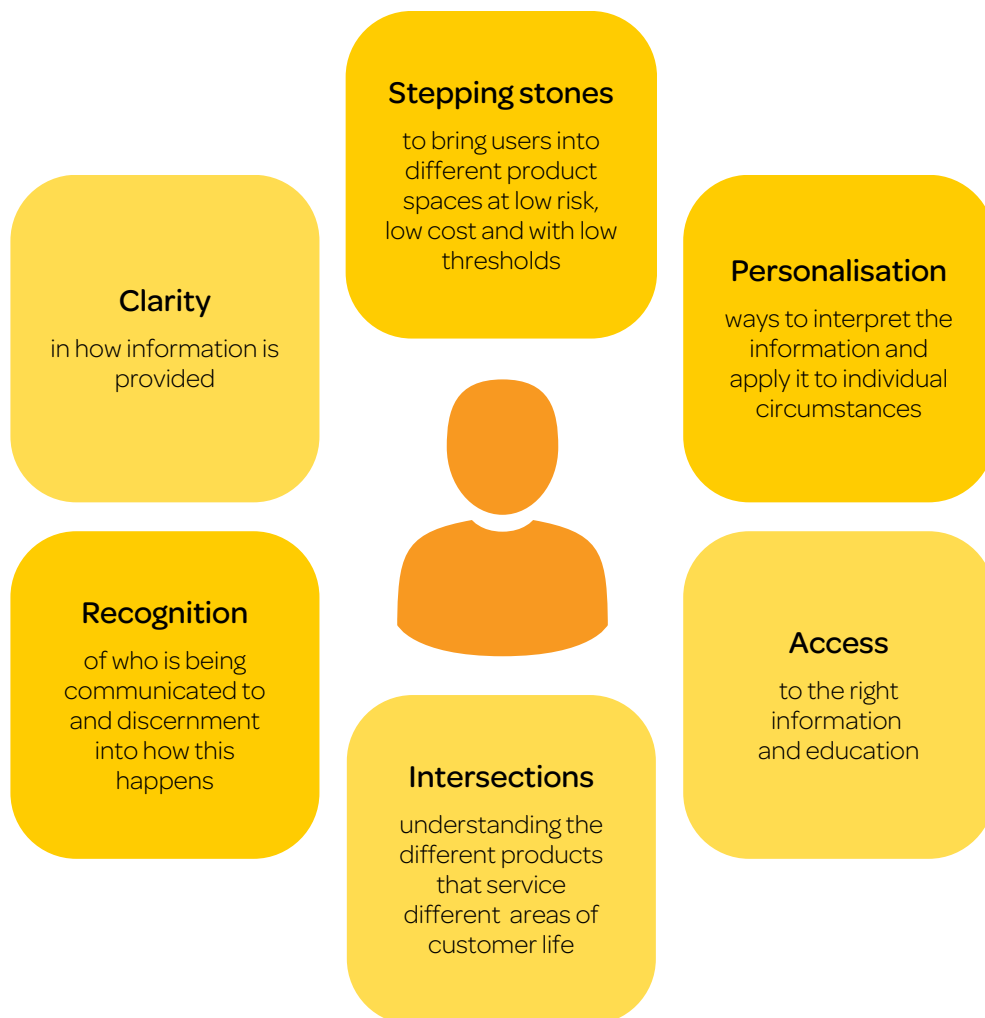 Stepping stones
to bring users into
different product
spaces at low risk,
low cost and with low
thresholds
Personalisation
ways to interpret the
information and
apply it to individual
circumstances
Access
to the right
information
and education
Intersections
understanding the
different products
that service
different areas of
customer life
Recognition
of who is being
communicated to
and discernment
into how this
happens
Clarity
in how information is
provided